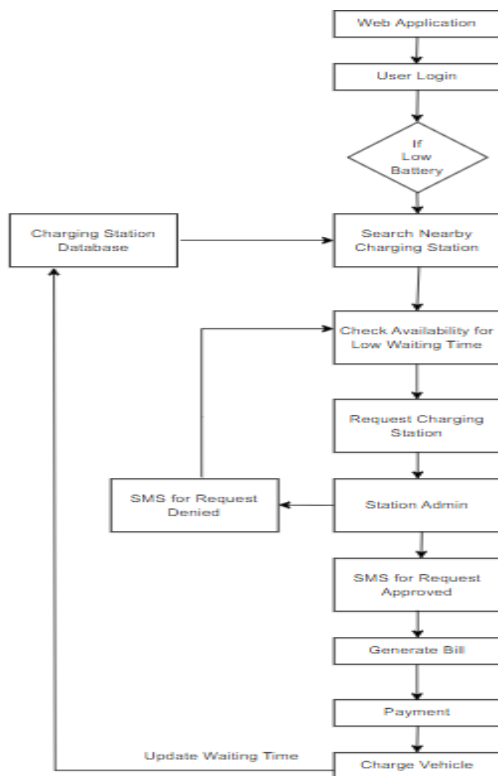 Web Application
User Login
If
Low
Battery
Charging Station
Database
Search Nearby
Charging Station
Check Availability for
Low Waiting Time
Request Charging
Station
SMS for Request
Denied
Station Admin
SMS for Request
Approved
Generate Bill
Payment
Update Waiting Time
Charge Vehicle